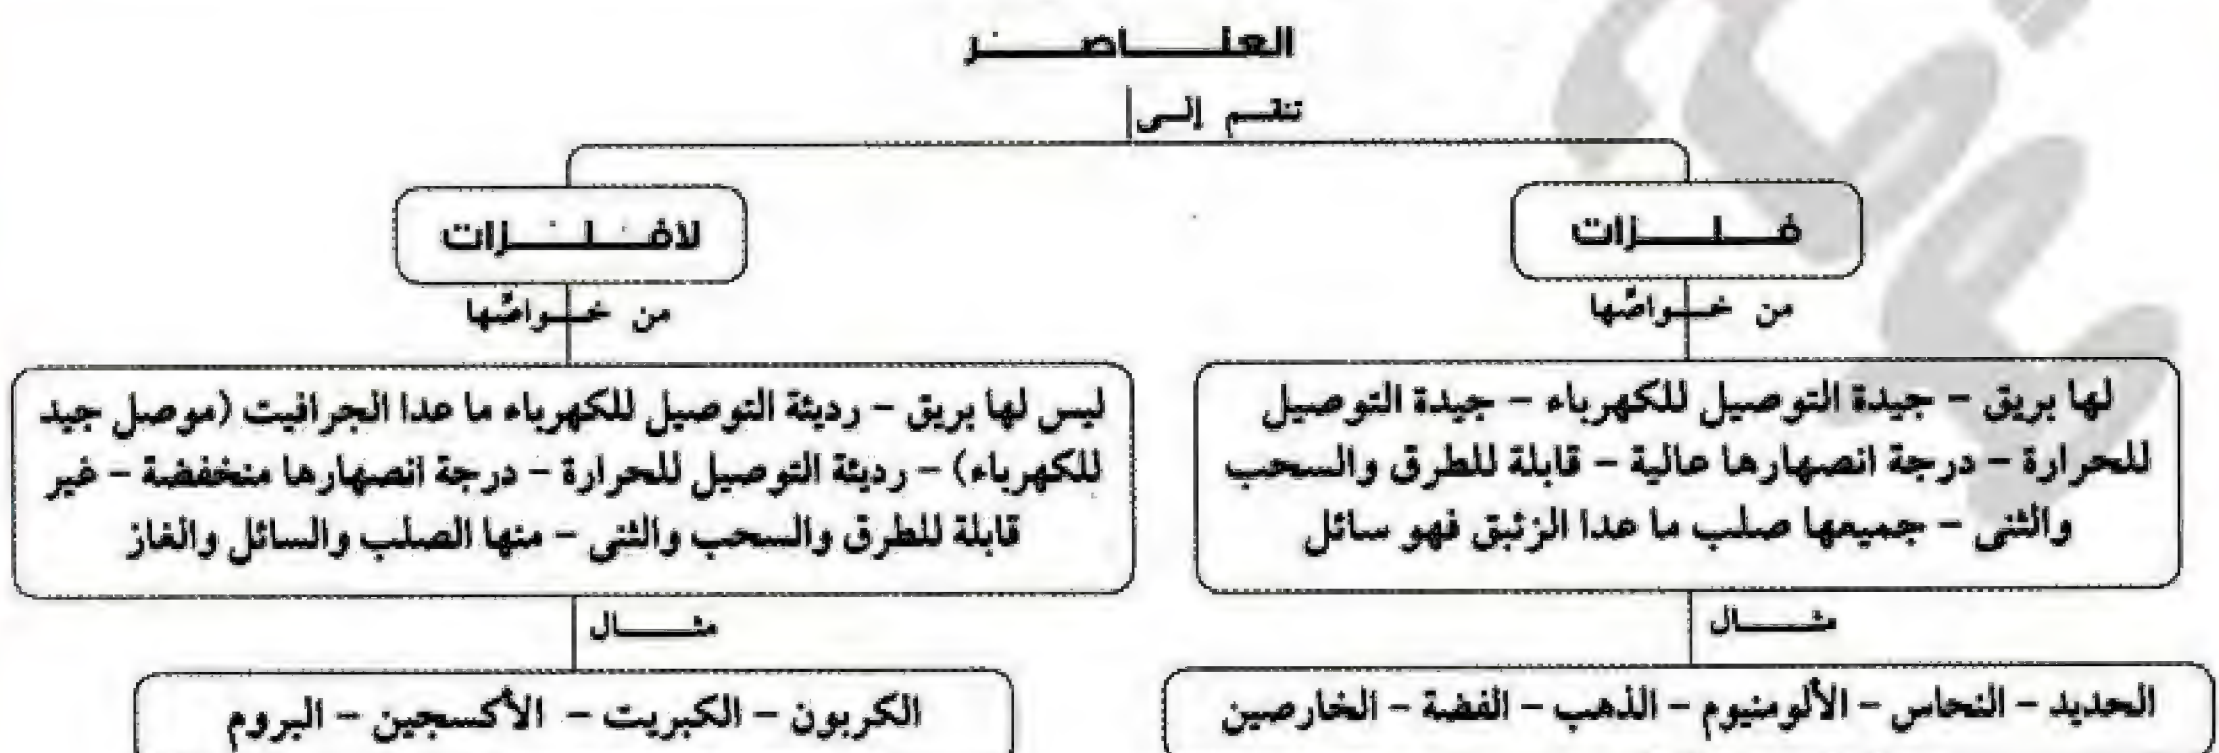 العناصر
تنقسم إلى
فلزات
لافلزات
من خواصها
من خواصها
لها بريق - جيدة التوصيل للكهرباء - جيدة التوصيل
للحرارة - درجة انصهارها عالية - قابلة للطرق والسحب
والثنى - جميعها صلب ما عدا الزئبق فهو سائل
ليس لها بريق - رديئة التوصيل للكهرباء ما عدا الجرافيت (موصل جيد
للكهرباء) - رديئة التوصيل للحرارة - درجة انصهارها منخفضة - غير
قابلة للطرق والسحب والثنى - منها الصلب والسائل والغاز
مثال
مثال
الحديد - النحاس - الألومنيوم - الذهب - الفضة - الخارصين
الكربون - الكبريت - الأكسجين - البروم